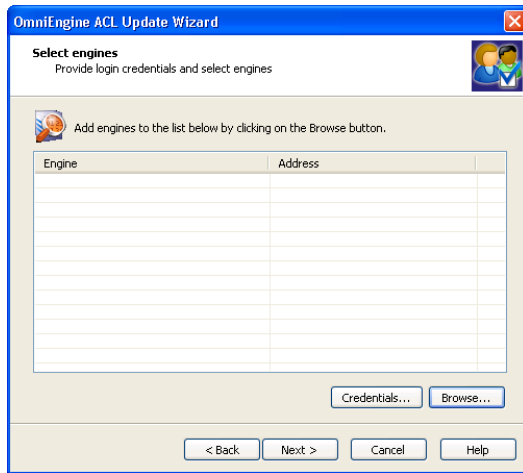 OmniEngine ACL Update Wizard
Select engines
Provide login credentials and select engines
Add engines to the list below by clicking on the Browse button.
Engine Address
Credentials... Browse...
< Back Next > Cancel Help